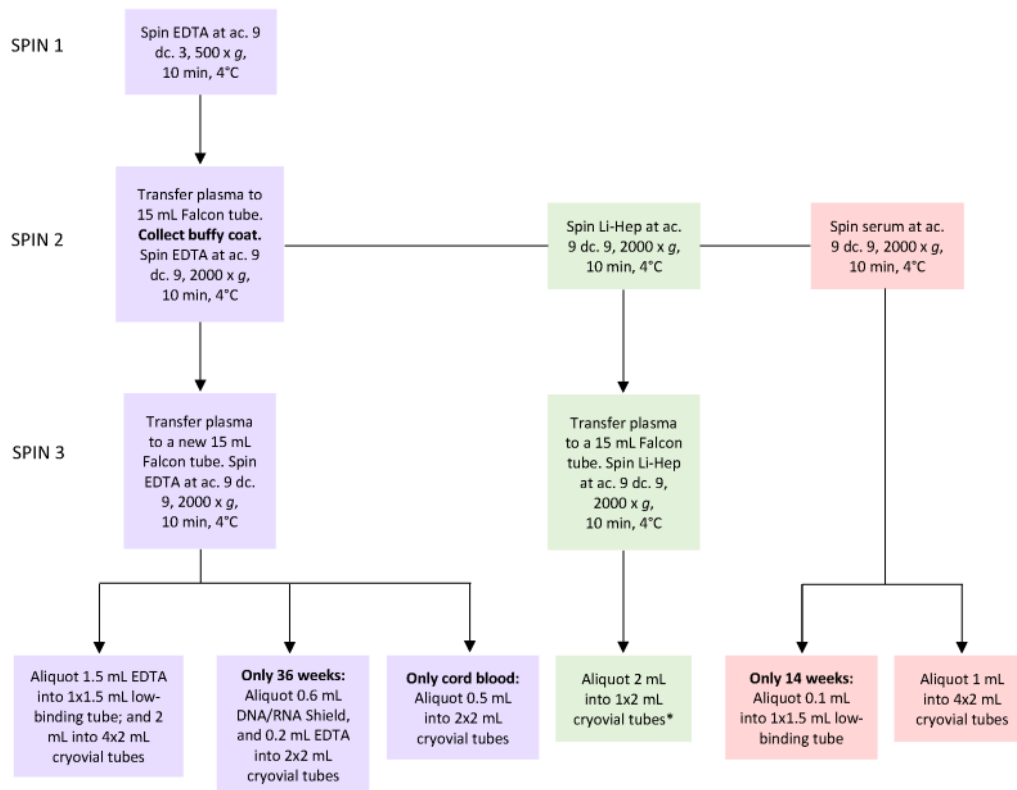 SPIN 1
Spin EDTA at ac. 9
dc. 3, 500 x g,
10 min, 4°C
SPIN 2
Transfer plasma to
15 mL Falcon tube.
Collect buffy coat.
Spin EDTA at ac. 9
dc. 9, 2000 x g,
10 min, 4°C
Spin Li-Hep at ac.
9 dc. 9, 2000 x g,
10 min, 4°C
Spin serum at ac.
9 dc. 9, 2000 x g,
10 min, 4°C
SPIN 3
Transfer plasma
to a new 15 mL
Falcon tube. Spin
EDTA at ac. 9 dc.
9, 2000 x g,
10 min, 4°C
Transfer plasma
to a 15 mL Falcon
tube. Spin Li-Hep
at ac. 9 dc. 9,
2000 x g,
10 min, 4°C
Aliquot 1.5 mL EDTA
into 1x1.5 mL low-
binding tube; and 2
mL into 4x2 mL
cryovial tubes
Only 36 weeks:
Aliquot 0.6 mL
DNA/RNA Shield,
and 0.2 mL EDTA
into 2x2 mL
cryovial tubes
Only cord blood:
Aliquot 0.5 mL
into 2x2 mL
cryovial tubes
Aliquot 2 mL
into 1x2 mL
cryovial tubes*
Only 14 weeks:
Aliquot 0.1 mL
into 1x1.5 mL low-
binding tube
Aliquot 1 mL
into 4x2 mL
cryovial tubes